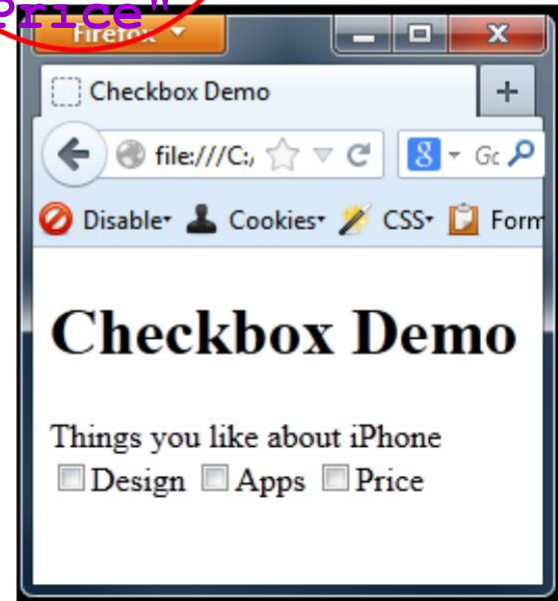 Price"
Firefox
Checkbox Demo
file:///C:/
Disable Cookies CSS Form
Checkbox Demo
Things you like about iPhone
Design Apps Price